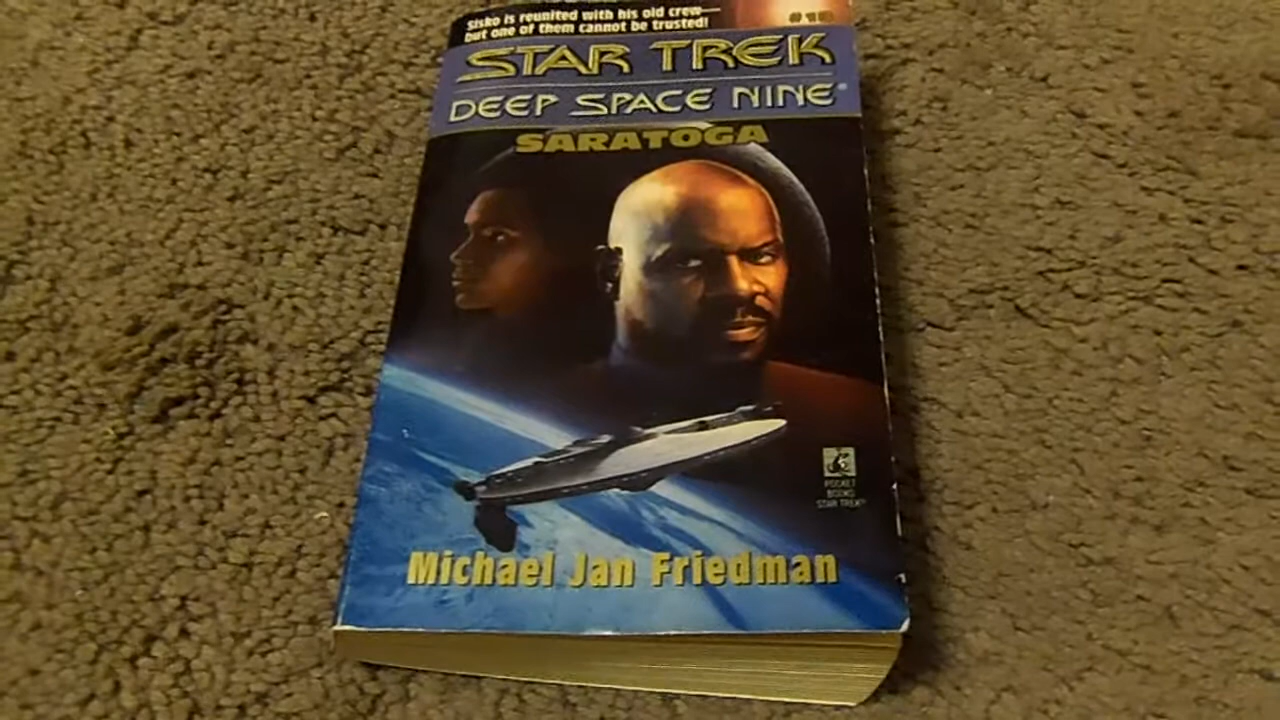 Sisko is reunited with his old crew—
but one of them cannot be trusted!
#18
STAR TREK
DEEP SPACE NINE®
SARATOGA
POCKET
BOOKS
STAR TREK
Michael Jan Friedman